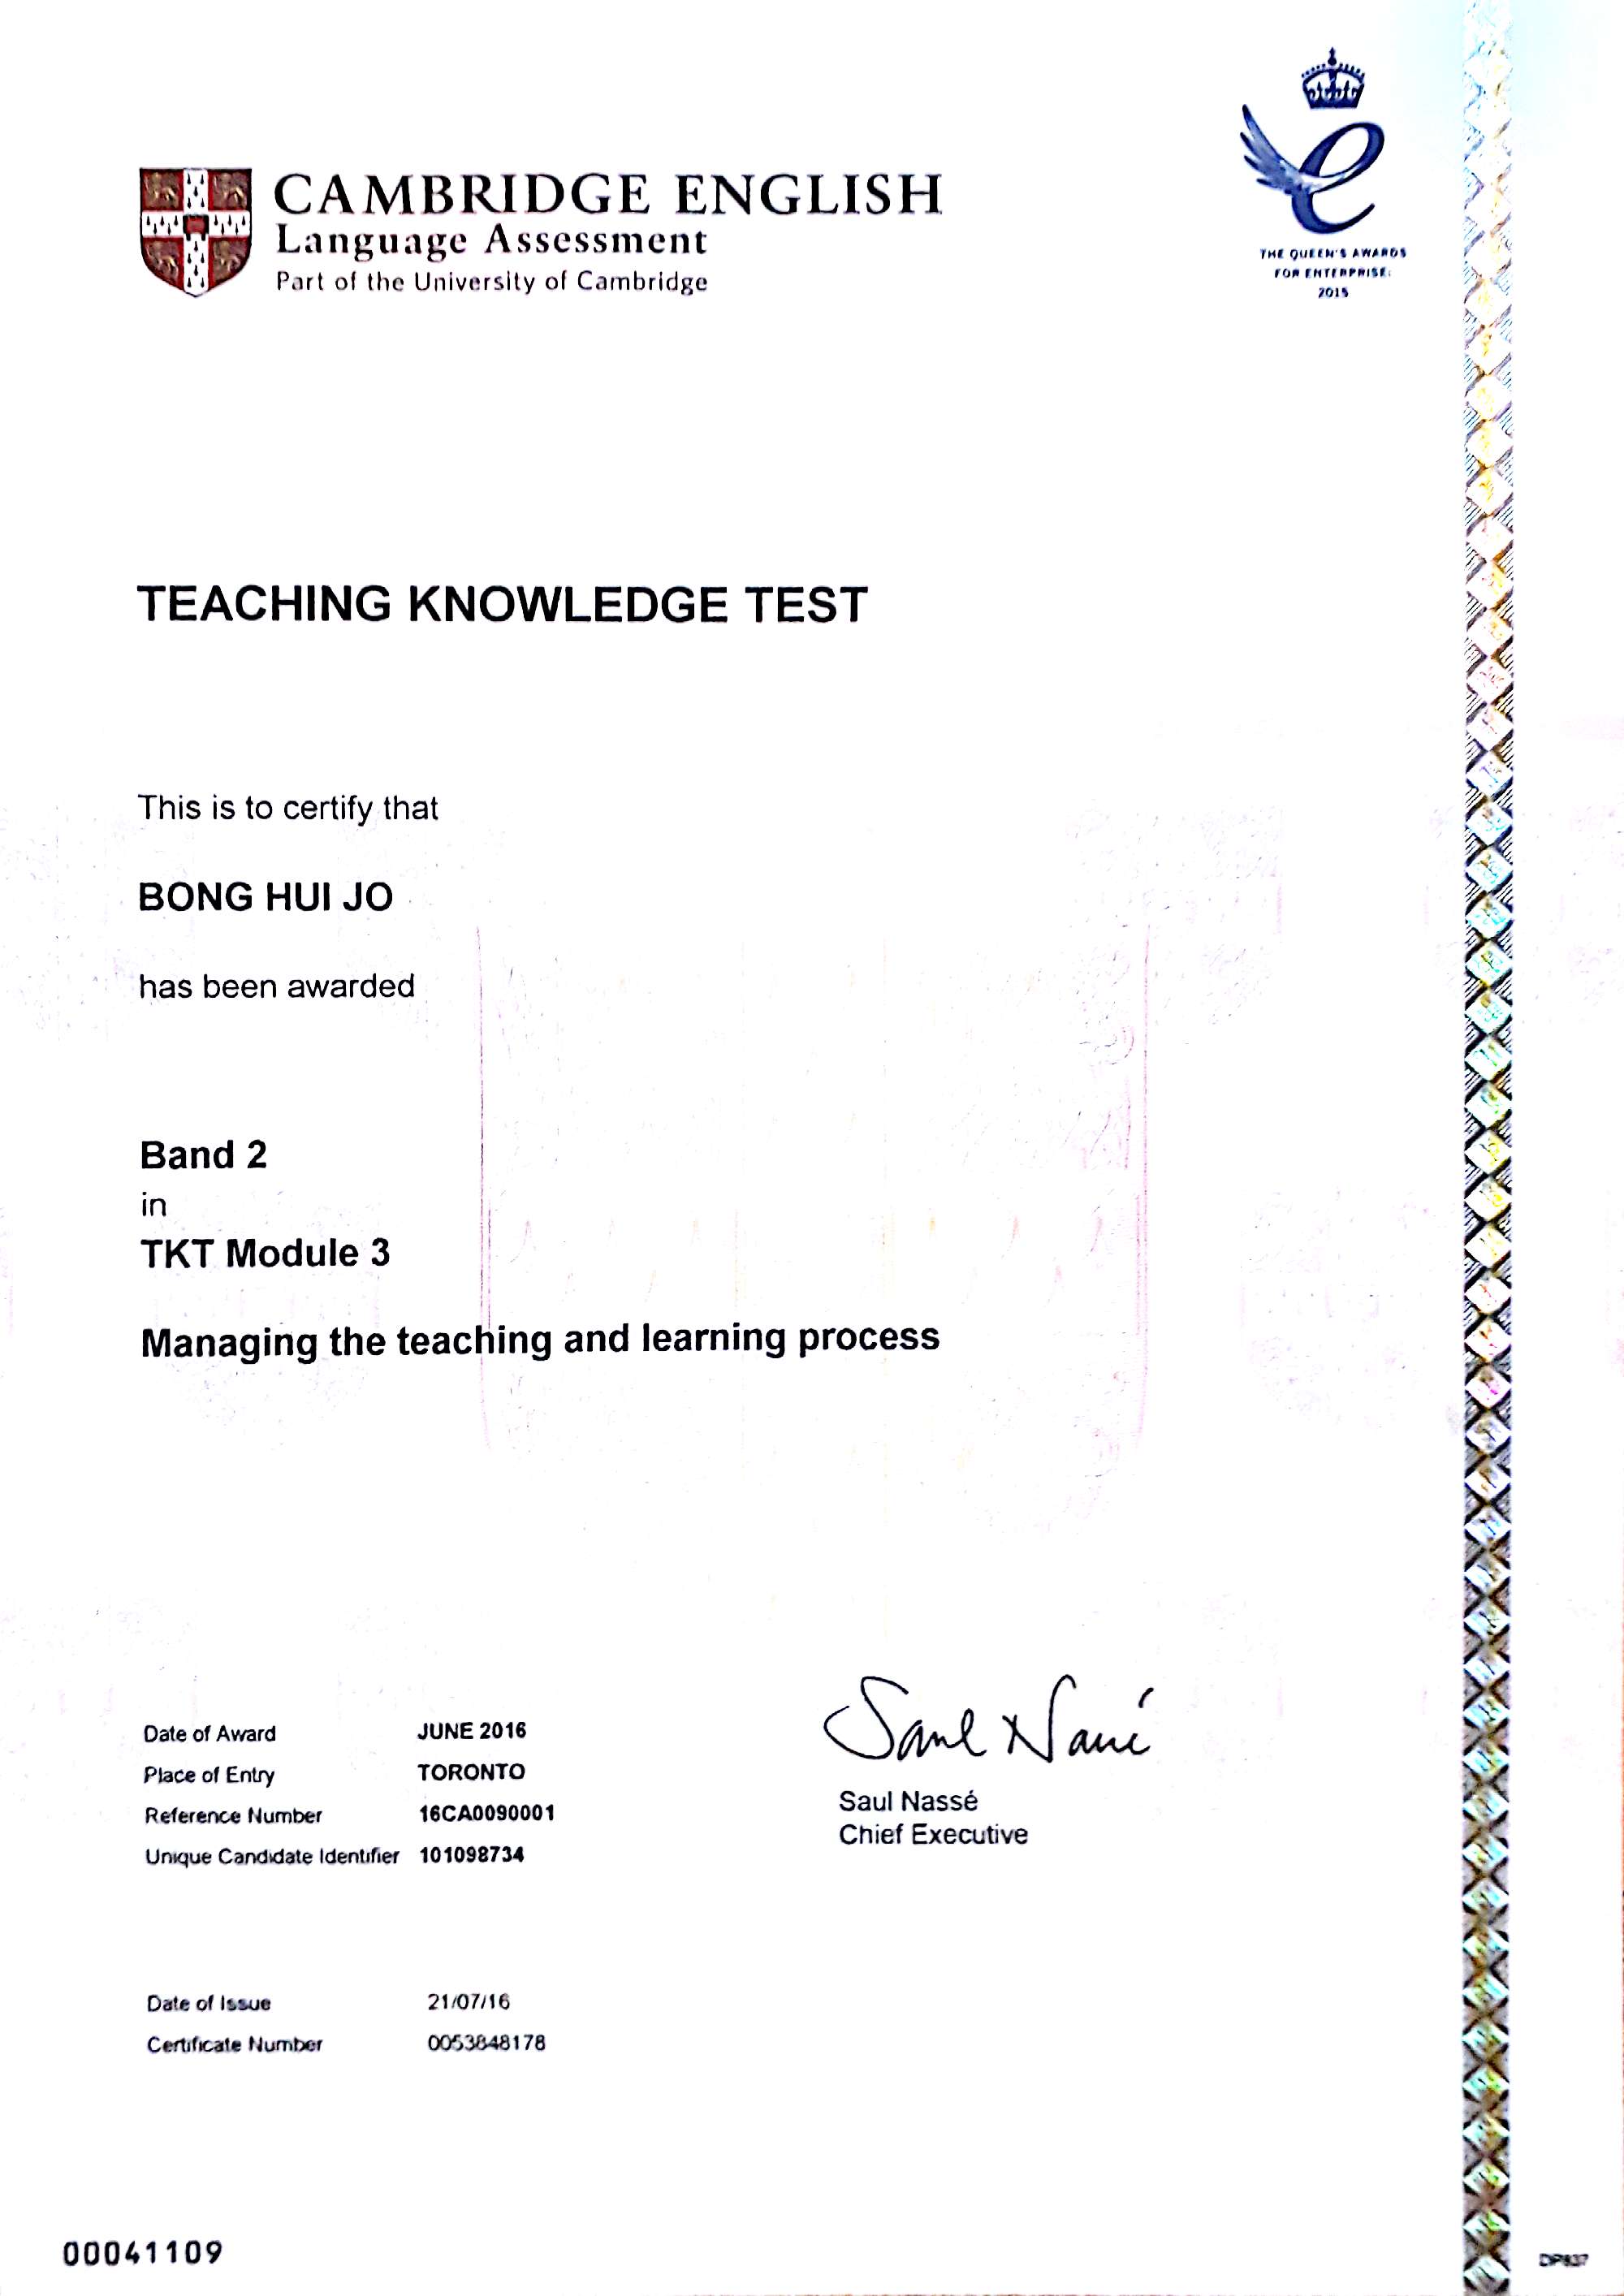 CAMBRIDGE ENGLISH
Language Assessment
Part of the University of Cambridge
THE QUEEN'S AWARDS
FOR ENTERPRISE:
2015
TEACHING KNOWLEDGE TEST
This is to certify that
BONG HUI JO
has been awarded
Band 2
in
TKT Module 3
Managing the teaching and learning process
Date of Award JUNE 2016
Place of Entry TORONTO
Reference Number 16CA0090001
Unique Candidate Identifier 101098734
Saul Nassé
Saul Nassé
Chief Executive
Date of Issue 21/07/16
Certificate Number 0053848178
00041109
DP837